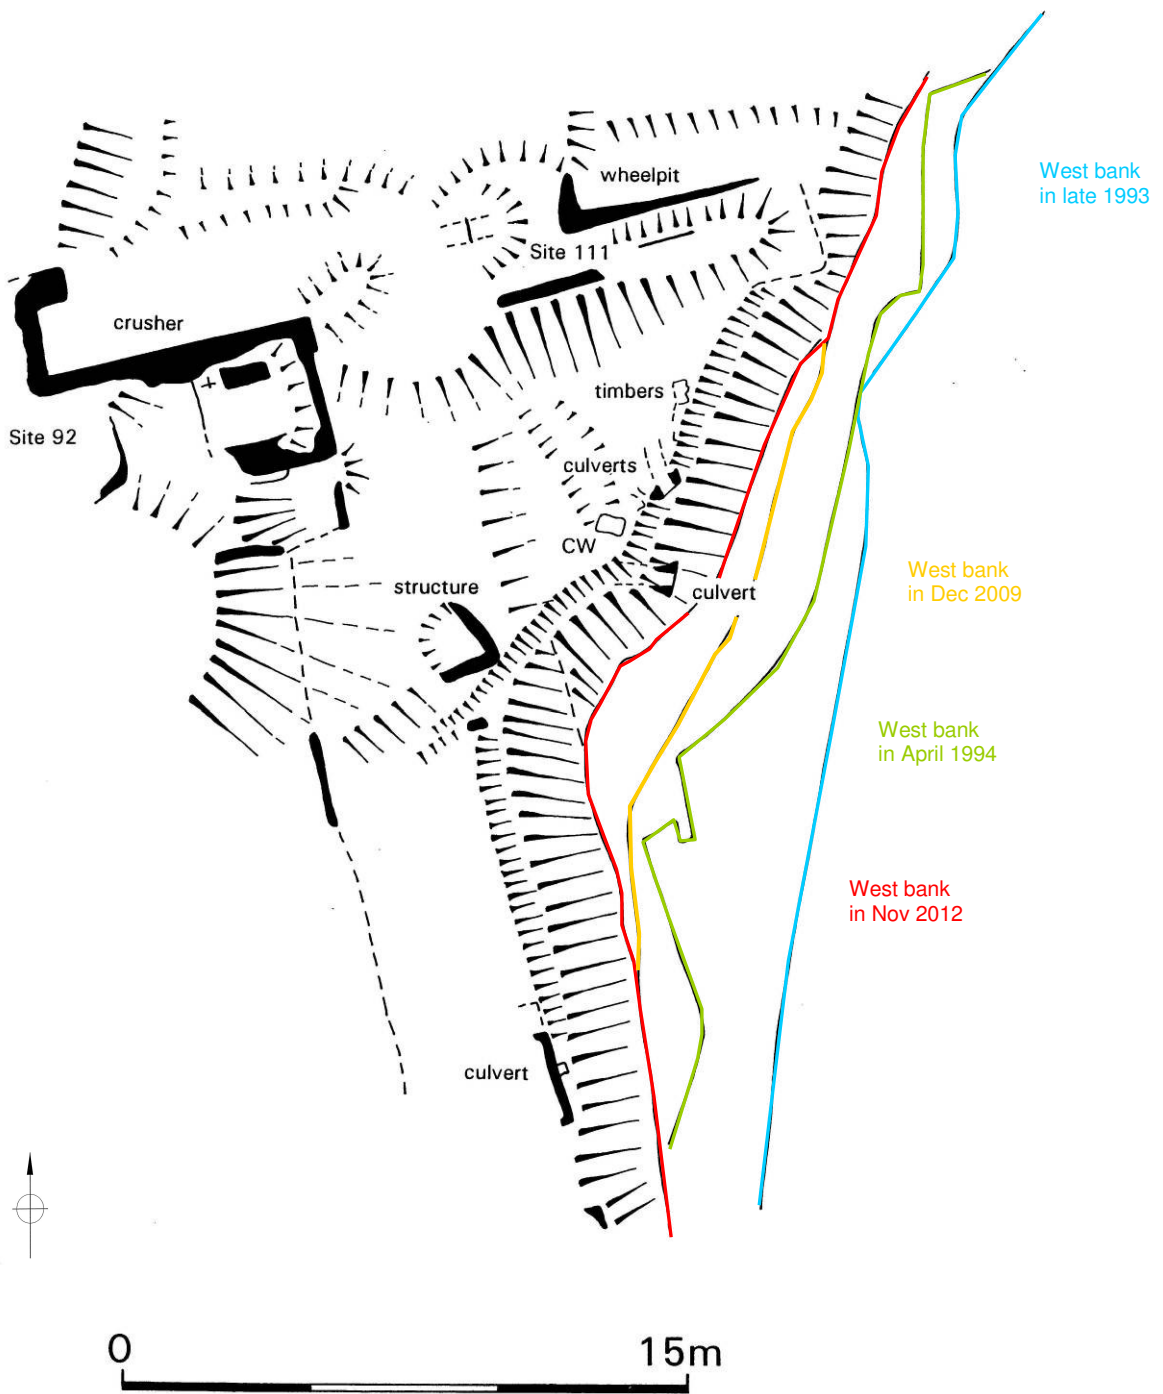 West bank
in late 1993
wheelpit
Site 111
crusher
timbers
Site 92
culverts
CW
structure
culvert
West bank
in Dec 2009
West bank
in April 1994
West bank
in Nov 2012
culvert
0 15m